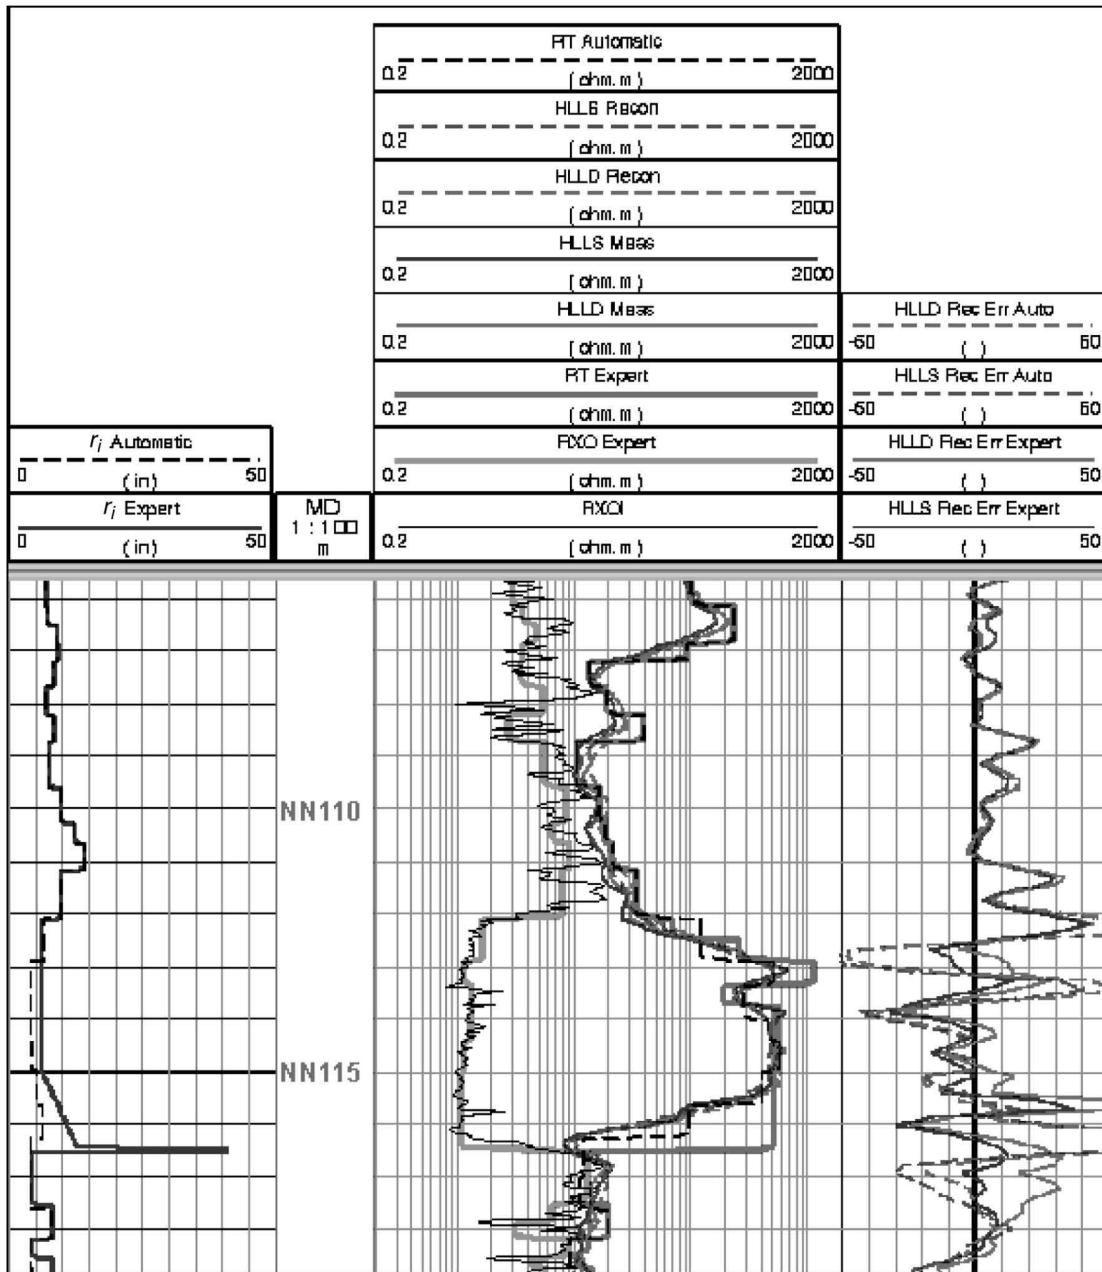 RT Automatic
0.2 (ohm.m) 2000
HLLS Recon
0.2 (ohm.m) 2000
HLLD Recon
0.2 (ohm.m) 2000
HLLS Meas
0.2 (ohm.m) 2000
HLLD Meas HLLD Rec Err Auto
0.2 (ohm.m) 2000 -50 ( ) 50
RT Expert HLLS Rec Err Auto
0.2 (ohm.m) 2000 -50 ( ) 50
r_i Automatic RXO Expert HLLD Rec Err Expert
0 (in) 50 0.2 (ohm.m) 2000 -50 ( ) 50
r_i Expert MD RXOI HLLS Rec Err Expert
1 : 100
0 (in) 50 m 0.2 (ohm.m) 2000 -50 ( ) 50
NN110
NN115